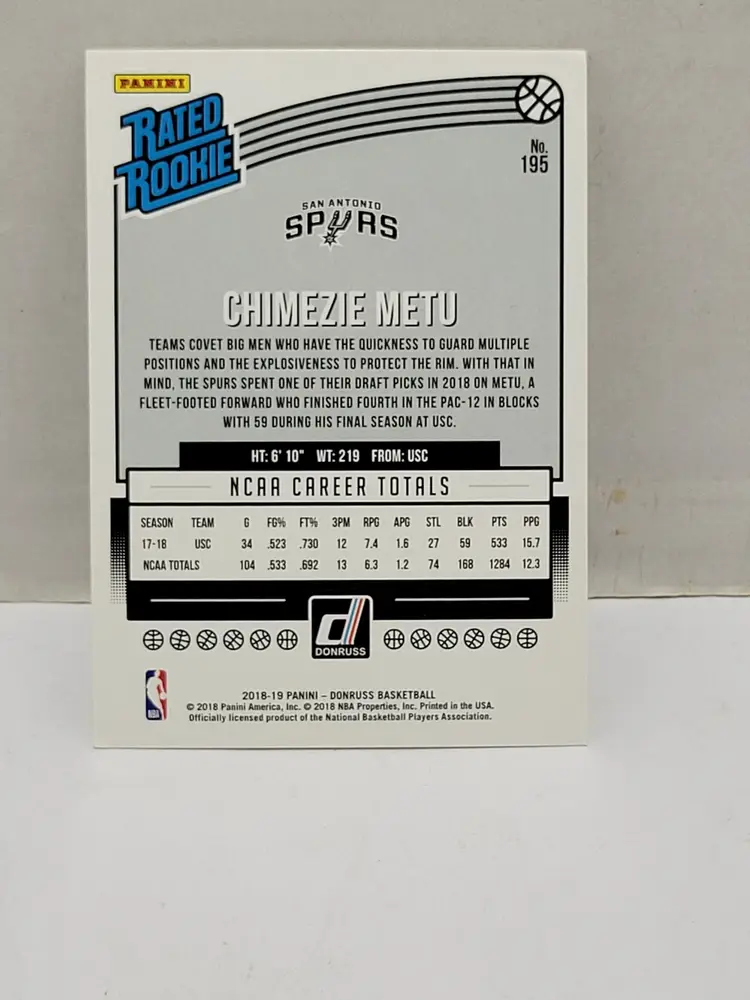 PANINI
RATED
ROOKIE
No.
195
SAN ANTONIO
SPURS
CHIMEZIE METU
TEAMS COVET BIG MEN WHO HAVE THE QUICKNESS TO GUARD MULTIPLE
POSITIONS AND THE EXPLOSIVENESS TO PROTECT THE RIM. WITH THAT IN
MIND, THE SPURS SPENT ONE OF THEIR DRAFT PICKS IN 2018 ON METU, A
FLEET-FOOTED FORWARD WHO FINISHED FOURTH IN THE PAC-12 IN BLOCKS
WITH 59 DURING HIS FINAL SEASON AT USC.
HT: 6' 10" WT: 219 FROM: USC
NCAA CAREER TOTALS
SEASON TEAM G FG% FT% 3PM RPG APG STL BLK PTS PPG
17-18 USC 34 .523 .730 12 7.4 1.6 27 59 533 15.7
NCAA TOTALS 104 .533 .692 13 6.3 1.2 74 168 1284 12.3
d
DONRUSS
NBA
2018-19 PANINI – DONRUSS BASKETBALL
© 2018 Panini America, Inc. © 2018 NBA Properties, Inc. Printed in the USA.
Officially licensed product of the National Basketball Players Association.